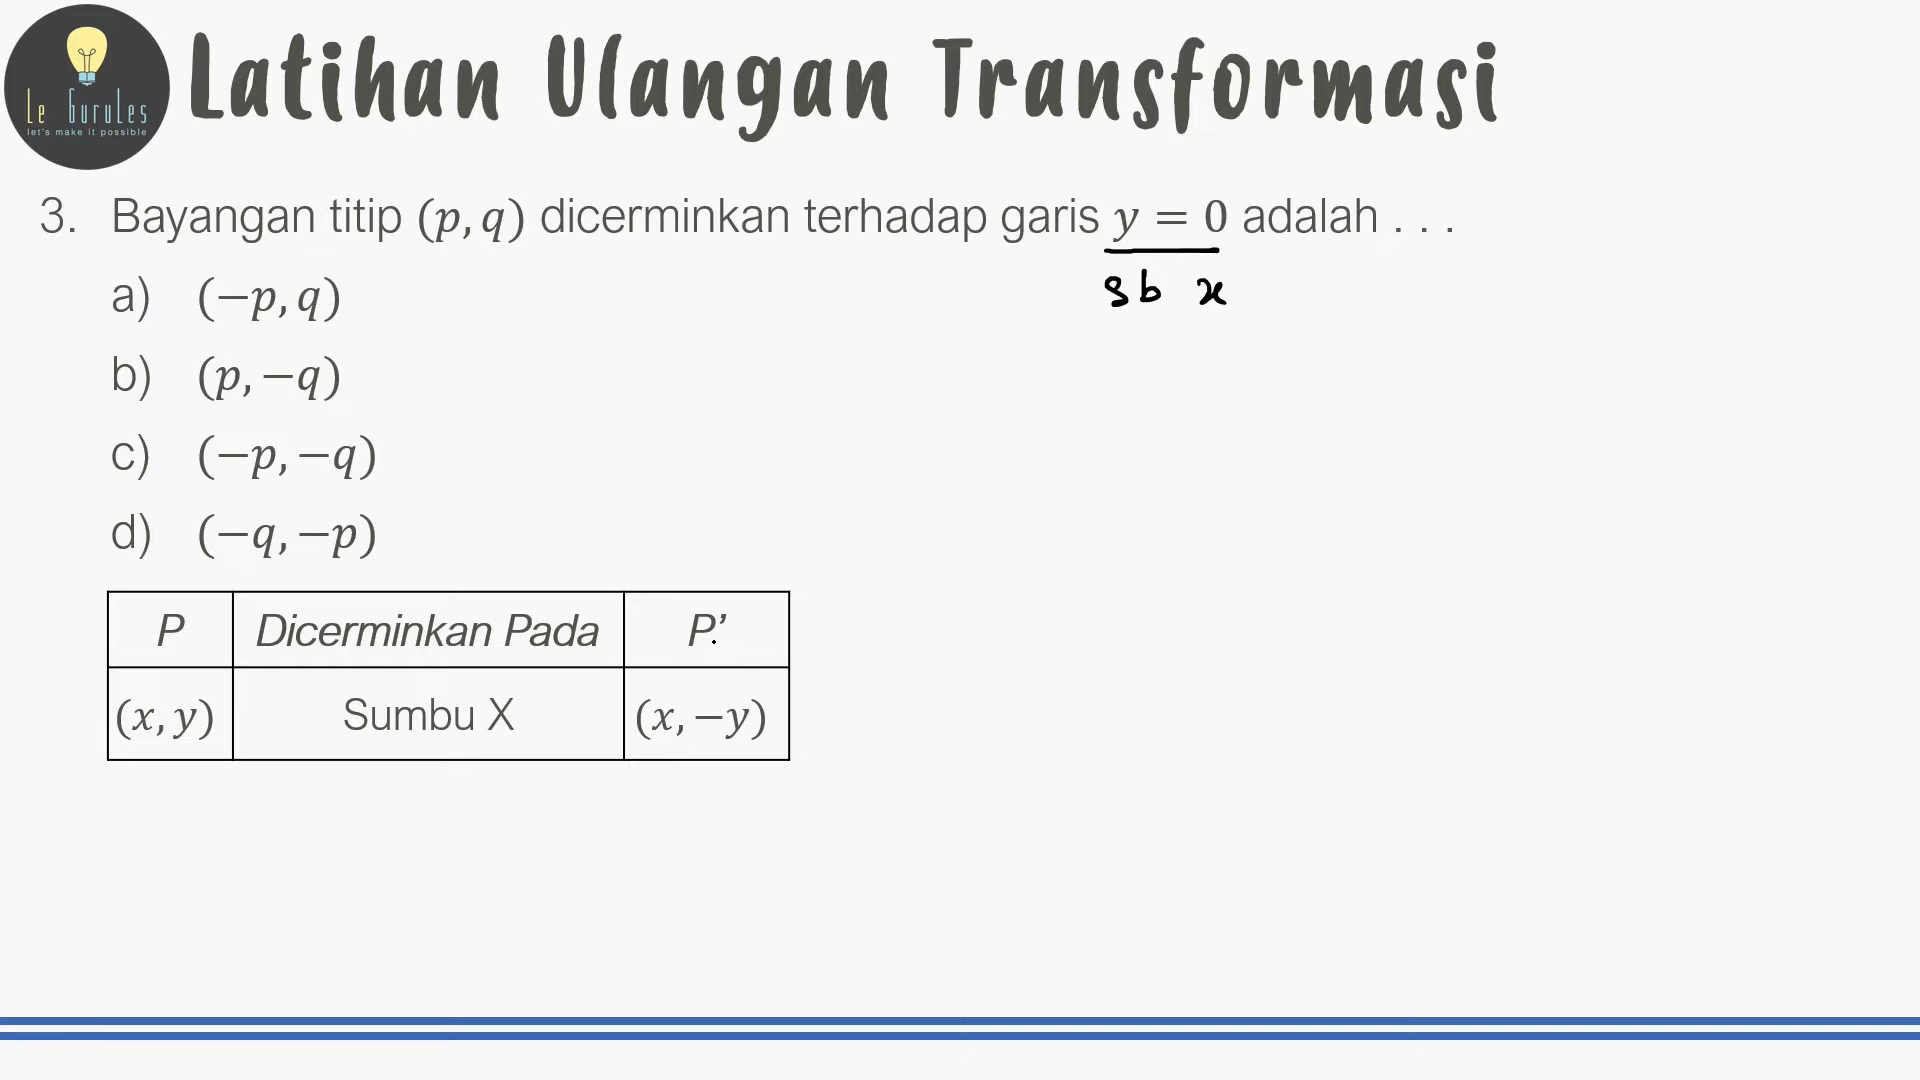 Le GuruLes
let's make it possible
Latihan Ulangan Transformasi
3. Bayangan titip (p, q) dicerminkan terhadap garis y = 0 adalah . . .
sb x
a) (−p, q)
b) (p, −q)
c) (−p, −q)
d) (−q, −p)
P Dicerminkan Pada P’
(x, y) Sumbu X (x, −y)